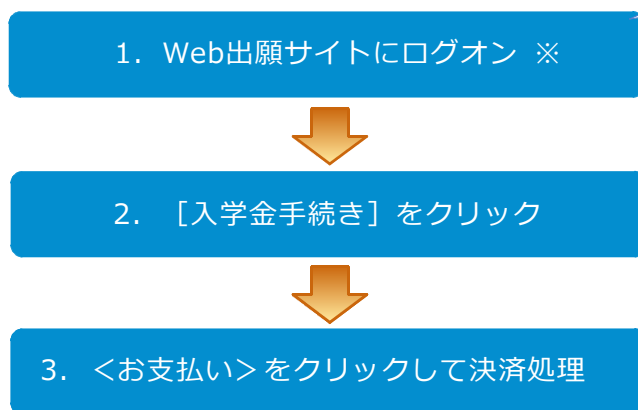 1. Web出願サイトにログオン ※
2. ［入学金手続き］をクリック
3. ＜お支払い＞をクリックして決済処理